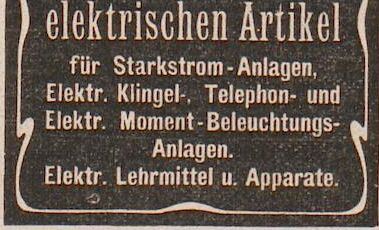 elektrischen Artikel
für Starkstrom-Anlagen,
Elektr. Klingel-, Telephon- und
Elektr. Moment-Beleuchtungs-
Anlagen.
Elektr. Lehrmittel u. Apparate.